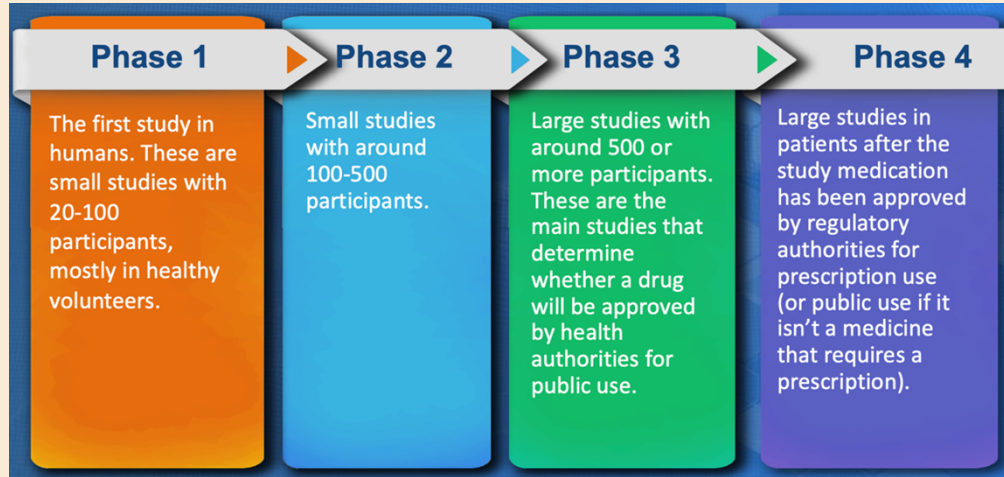 Phase 1
The first study in
humans. These are
small studies with
20-100
participants,
mostly in healthy
volunteers.
Phase 2
Small studies
with around
100-500
participants.
Phase 3
Large studies with
around 500 or
more participants.
These are the
main studies that
determine
whether a drug
will be approved
by health
authorities for
public use.
Phase 4
Large studies in
patients after the
study medication
has been approved
by regulatory
authorities for
prescription use
(or public use if it
isn't a medicine
that requires a
prescription).